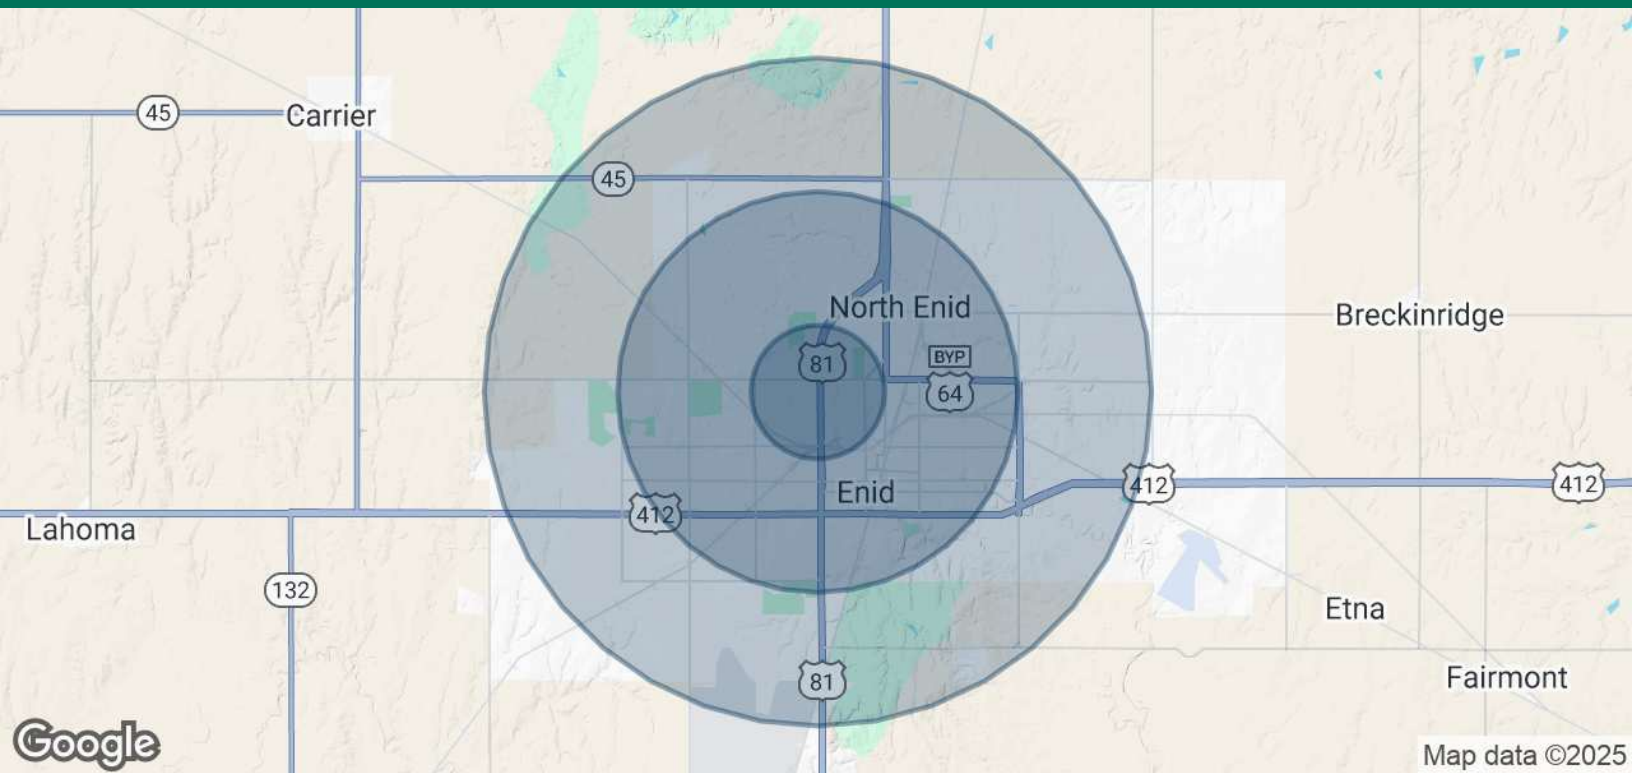 45
Carrier
45
North Enid
Breckinridge
81
BYP
64
412
412
Enid
412
Lahoma
132
Etna
Fairmont
81
Google
Map data ©2025